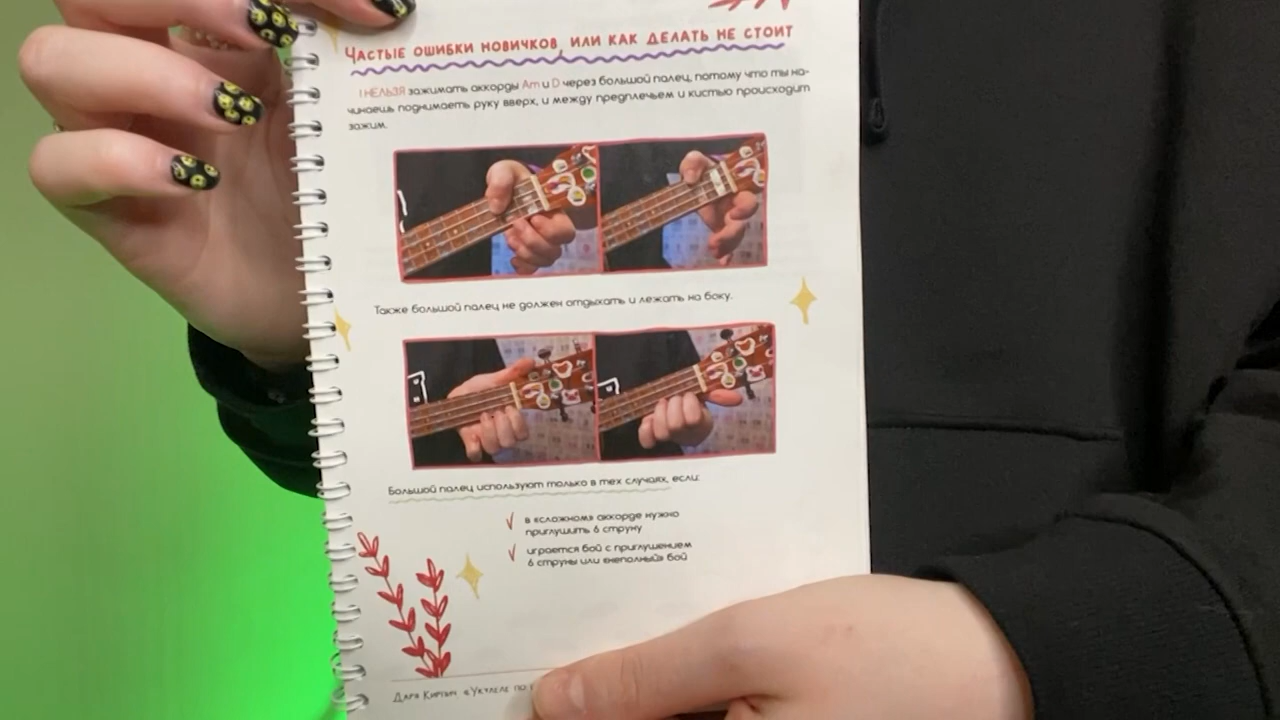 Частые ошибки новичков, или как делать не стоит
! НЕЛЬЗЯ зажимать аккорды Am и D через большой палец, потому что ты на-
чинаешь поднимаеть руку вверх, и между предплечьем и кистью происходит
зажим.
Также большой палец не должен отдыхать и лежать на боку.
Большой палец используют только в тех случаях, если:
в «сложном» аккорде нужно
приглушить 6 струну
играется бой с приглушением
6 струны или «неполный» бой
Даря Кирпич «Укулеле по